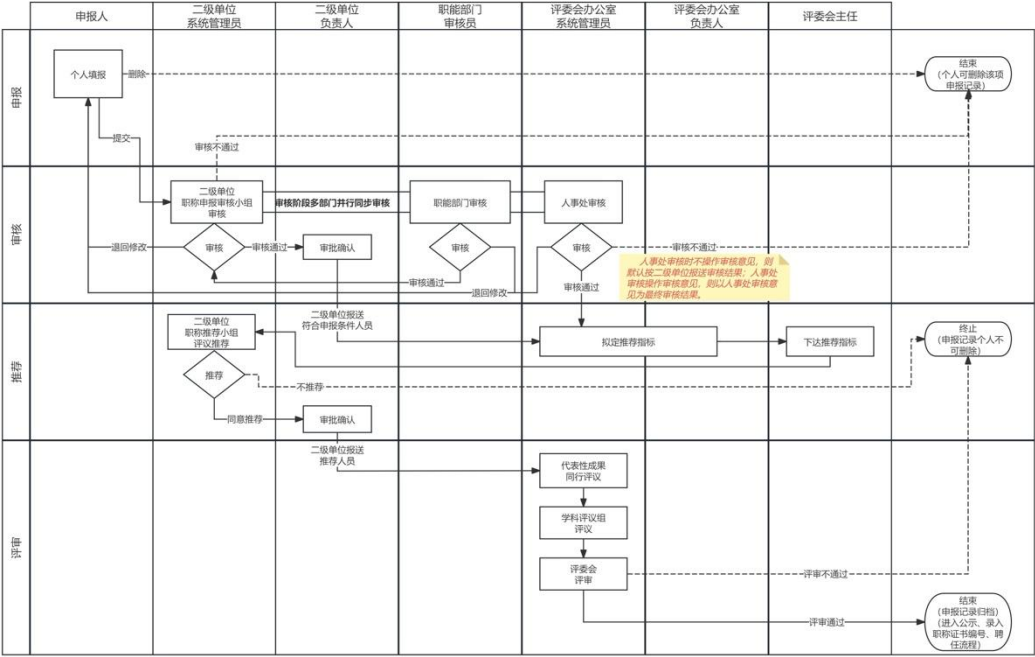 申报人
二级单位
系统管理员
二级单位
负责人
职能部门
审核员
评委会办公室
系统管理员
评委会办公室
负责人
评委会主任
申报
个人填报
删除
结束
（个人可删除该项
申报记录）
提交
审核不通过
审核
二级单位
职称申报审核小组
审核
审核阶段多部门并行同步审核
职能部门审核
人事处审核
退回修改
审核
审核通过
审批确认
审核
审核
审核不通过
审核通过
退回修改
审核通过
人事处审核时不操作审核意见，则
默认按二级单位报送审核结果；人事处
审核操作审核意见，则以人事处审核意
见为最终审核结果。
推荐
二级单位报送
符合申报条件人员
二级单位
职称推荐小组
评议推荐
拟定推荐指标
下达推荐指标
终止
（申报记录个人不
可删除）
推荐
不推荐
同意推荐
审批确认
评审
二级单位报送
推荐人员
代表性成果
同行评议
学科评议组
评议
评委会
评审
评审不通过
评审通过
结束
（申报记录归档）
（进入公示、录入
职称证书编号、聘
任流程）